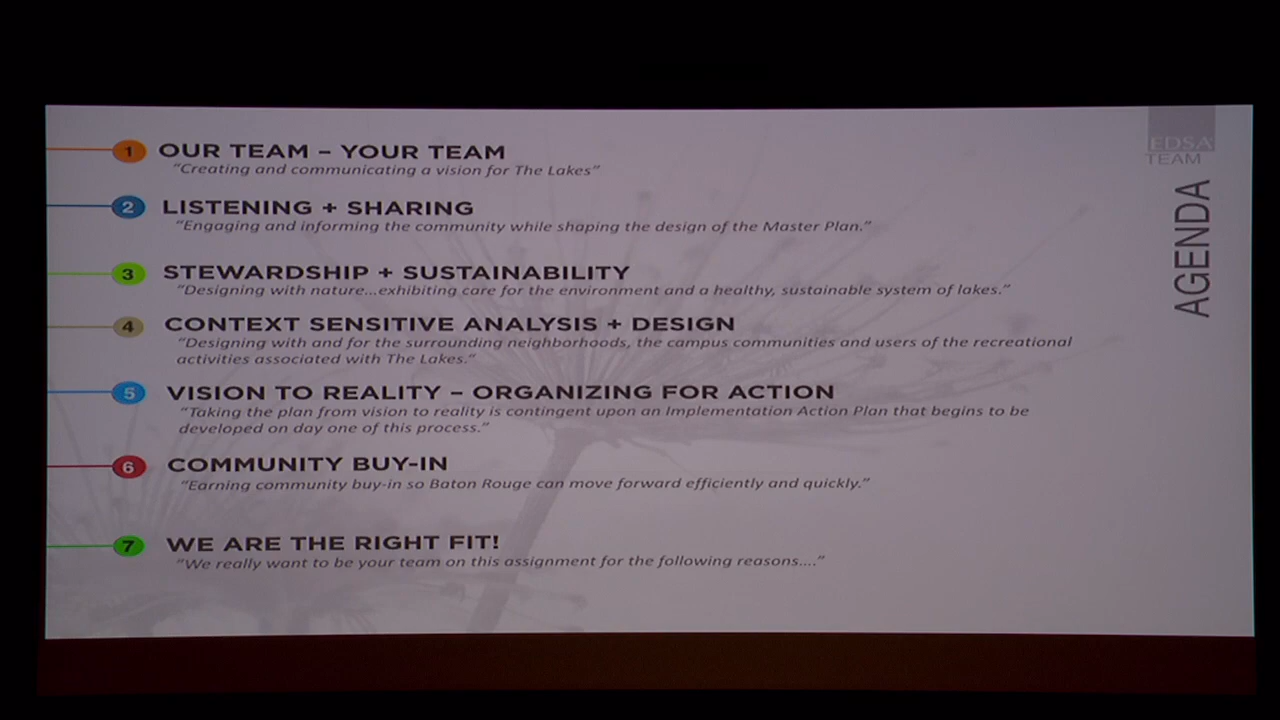 EDSA
TEAM
AGENDA
1 OUR TEAM – YOUR TEAM
"Creating and communicating a vision for The Lakes"
2 LISTENING + SHARING
"Engaging and informing the community while shaping the design of the Master Plan."
3 STEWARDSHIP + SUSTAINABILITY
"Designing with nature...exhibiting care for the environment and a healthy, sustainable system of lakes."
4 CONTEXT SENSITIVE ANALYSIS + DESIGN
"Designing with and for the surrounding neighborhoods, the campus communities and users of the recreational
activities associated with The Lakes."
5 VISION TO REALITY – ORGANIZING FOR ACTION
"Taking the plan from vision to reality is contingent upon an Implementation Action Plan that begins to be
developed on day one of this process."
6 COMMUNITY BUY-IN
"Earning community buy-in so Baton Rouge can move forward efficiently and quickly."
7 WE ARE THE RIGHT FIT!
"We really want to be your team on this assignment for the following reasons...."